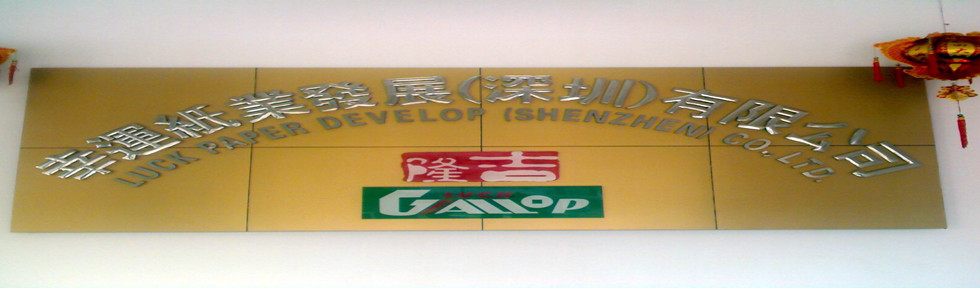 幸運紙業發展(深圳)有限公司
LUCK PAPER DEVELOP (SHENZHEN) CO.,LTD.
隆吉
GALLOP